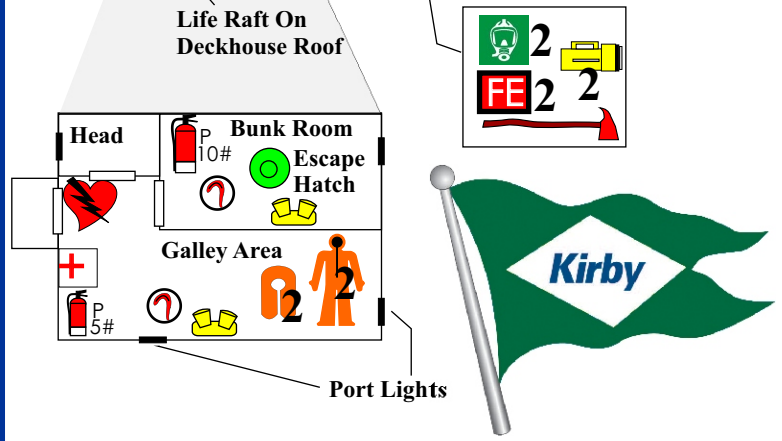 Life Raft On
Deckhouse Roof
2
FE 2
2
Head
P
10#
Bunk Room
Escape
Hatch
Galley Area
2
2
P
5#
Port Lights
Kirby